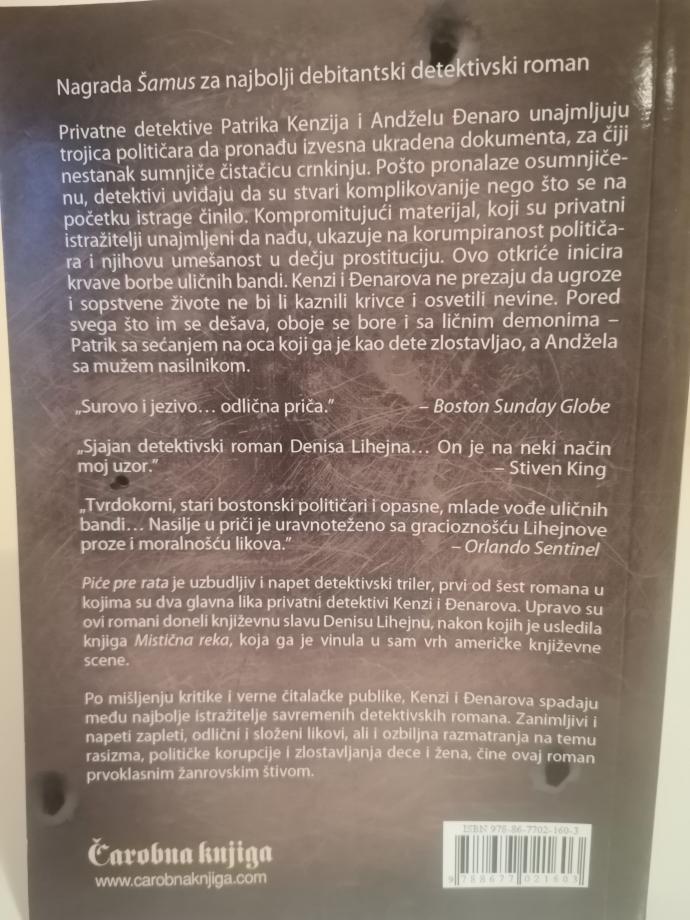 Nagrada Šamus za najbolji debitantski detektivski roman
Privatne detektive Patrika Kenzija i Andželu Đenaro unajmljuju
trojica političara da pronađu izvesna ukradena dokumenta, za čiji
nestanak sumnjiče čistačicu crnkinju. Pošto pronalaze osumnjiče-
nu, detektivi uviđaju da su stvari komplikovanije nego što se na
početku istrage činilo. Kompromitujući materijal, koji su privatni
istražitelji unajmljeni da nađu, ukazuje na korumpiranost političa-
ra i njihovu umešanost u dečju prostituciju. Ovo otkriće inicira
krvave borbe uličnih bandi. Kenzi i Đenarova ne prezaju da ugroze
i sopstvene živote ne bi li kaznili krivce i osvetili nevine. Pored
svega što im se dešava, oboje se bore i sa ličnim demonima –
Patrik sa sećanjem na oca koji ga je kao dete zlostavljao, a Andžela
sa mužem nasilnikom.
„Surovo i jezivo... odlična priča.” – Boston Sunday Globe
„Sjajan detektivski roman Denisa Lihejna... On je na neki način
moj uzor.” – Stiven King
„Tvrdokorni, stari bostonski političari i opasne, mlade vođe uličnih
bandi... Nasilje u priči je uravnoteženo sa gracioznošću Lihejnove
proze i moralnošću likova.” – Orlando Sentinel
Piće pre rata je uzbudljiv i napet detektivski triler, prvi od šest romana u
kojima su dva glavna lika privatni detektivi Kenzi i Đenarova. Upravo su
ovi romani doneli književnu slavu Denisu Lihejnu, nakon kojih je usledila
knjiga Mistična reka, koja ga je vinula u sam vrh američke književne
scene.
Po mišljenju kritike i verne čitalačke publike, Kenzi i Đenarova spadaju
među najbolje istražitelje savremenih detektivskih romana. Zanimljivi i
napeti zapleti, odlični i složeni likovi, ali i ozbiljna razmatranja na temu
rasizma, političke korupcije i zlostavljanja dece i žena, čine ovaj roman
prvoklasnim žanrovskim štivom.
Čarobna knjiga
www.carobnaknjiga.com
ISBN 978-86-7702-160-3
9 788677 021603